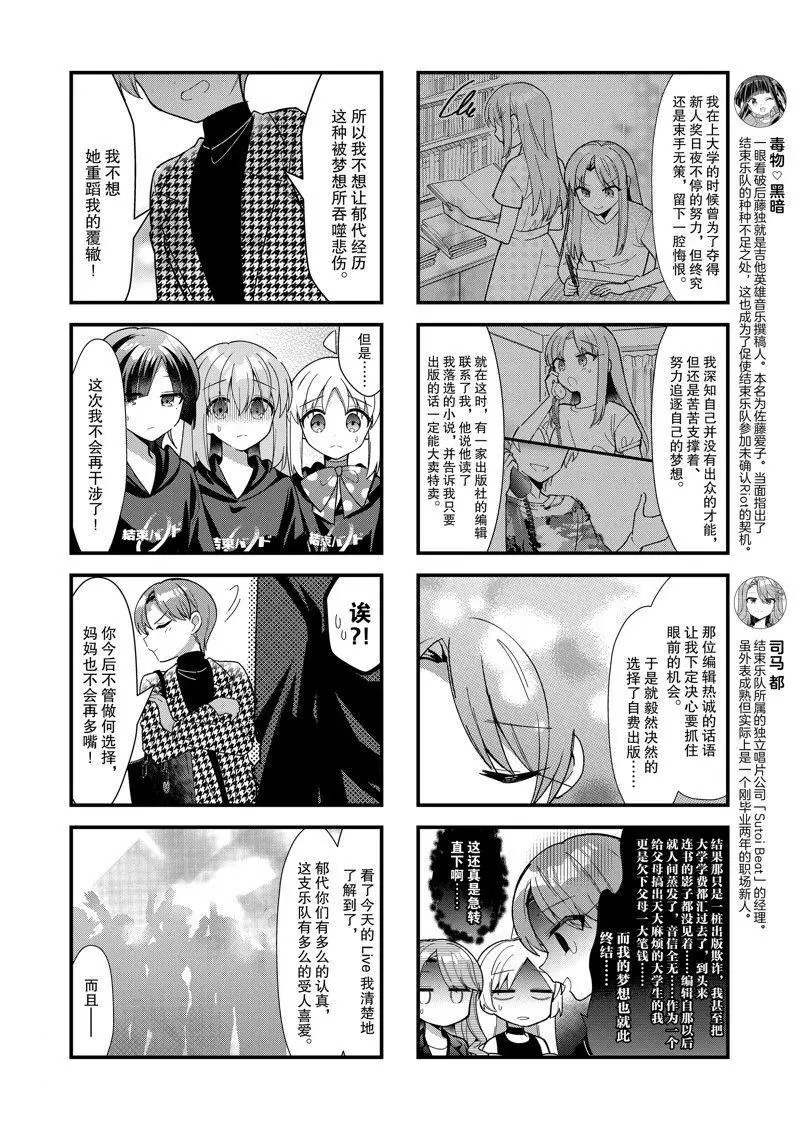 毒物♡黑暗
一眼看破后藤独就是吉他英雄音乐撰稿人。本名为佐藤爱子。当面指出了
结束乐队的种种不足之处，这也成为了促使结束乐队参加未确认Riot的契机。
司马 都
结束乐队所属的独立唱片公司「Sutoi Beat」的经理。
虽外表成熟但实际上是一个刚毕业两年的职场新人。
我在上大学的时候曾为了夺得
新人奖日夜不停的努力，但终究
还是束手无策，留下一腔悔恨。
我深知自己并没有出众的才能，
但还是苦苦支撑着、
努力追逐自己的梦想。
就在这时，有一家出版社的编辑
联系了我，他说他读了
我落选的小说，并告诉我只要
出版的话一定能大卖特卖。
那位编辑热诚的话语
让我下定决心要抓住
眼前的机会。
于是就毅然决然的
选择了自费出版……
结果那只是一桩出版欺诈，我甚至把
大学学费都汇过去了，到头来
连书的影子都没见着……编辑自那以后
就人间蒸发了，音信全无……作为一个
给父母搞出天大麻烦的大学生的我
更是欠下父母一大笔钱……
而我的梦想也就此
终结……
这还真是急转
直下啊……
所以我不想让郁代经历
这种被梦想所吞噬悲伤。
我不想
她重蹈我的覆辙！
但是…
这次我不会再干涉了！
結束バンド
結束バンド
诶?!
你今后不管做何选择，
妈妈也不会再多嘴！
看了今天的 Live 我清楚地
了解到了，
郁代你们有多么的认真，
这支乐队有多么的受人喜爱。
而且——